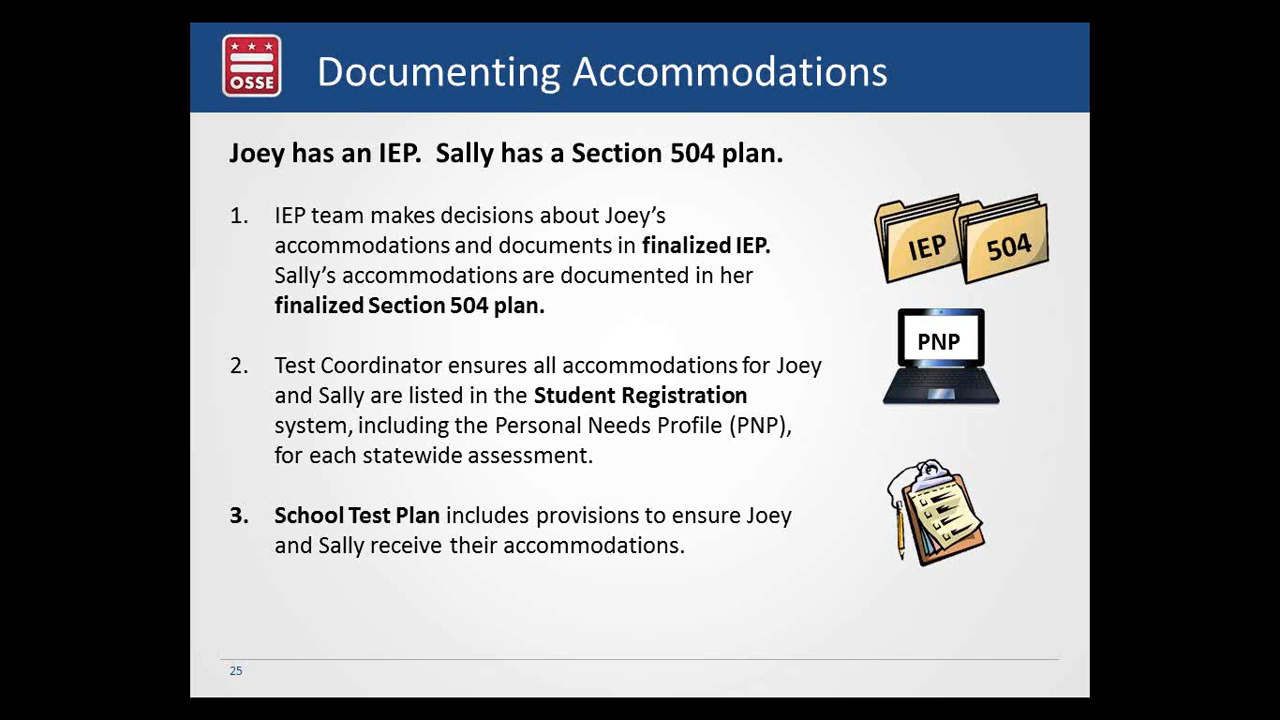 OSSE
Documenting Accommodations
Joey has an IEP.  Sally has a Section 504 plan.
1. IEP team makes decisions about Joey’s
accommodations and documents in finalized IEP.
Sally’s accommodations are documented in her
finalized Section 504 plan.
IEP
504
2. Test Coordinator ensures all accommodations for Joey
and Sally are listed in the Student Registration
system, including the Personal Needs Profile (PNP),
for each statewide assessment.
PNP
3. School Test Plan includes provisions to ensure Joey
and Sally receive their accommodations.
25